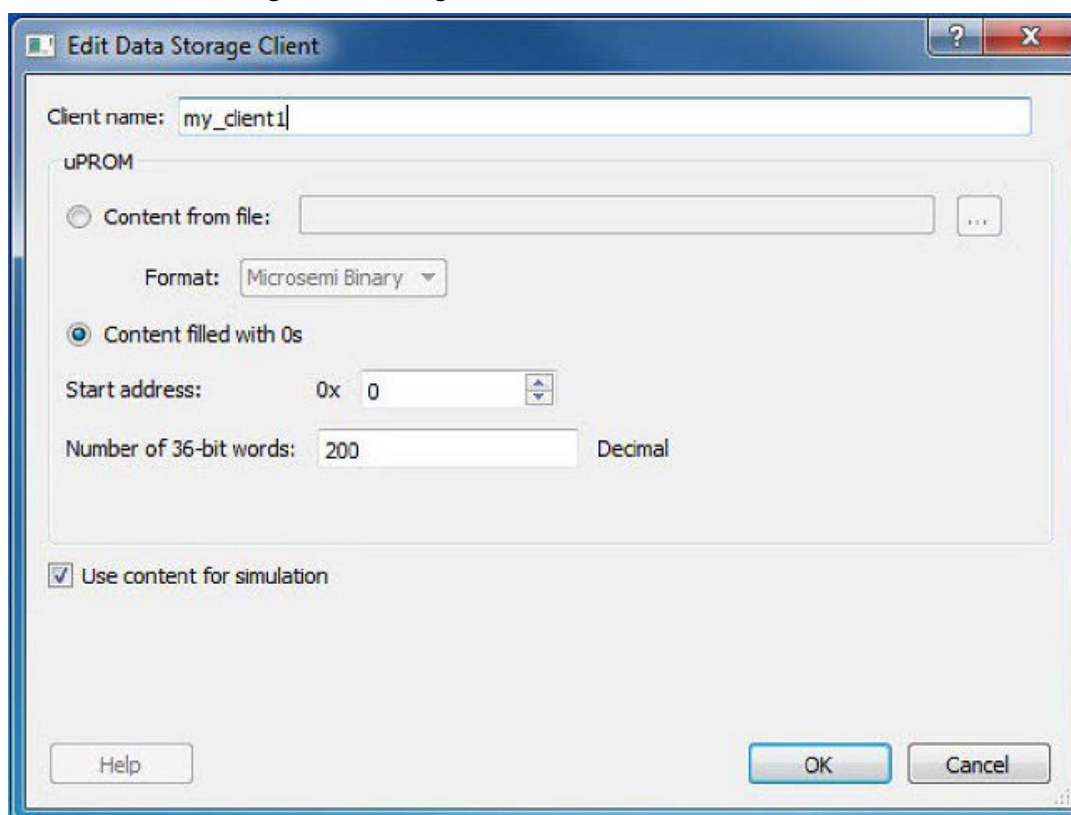 Edit Data Storage Client
? X
Client name: my_client1
uPROM
Content from file: ...
Format: Microsemi Binary
Content filled with 0s
Start address: 0x 0
Number of 36-bit words: 200 Decimal
Use content for simulation
Help OK Cancel